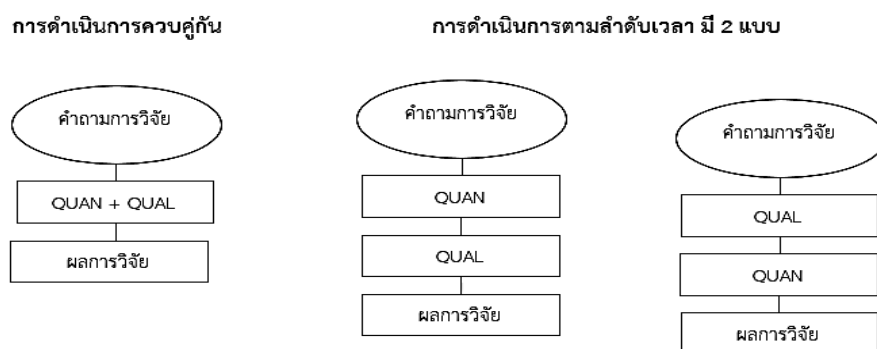 การดำเนินการควบคู่กัน
การดำเนินการตามลำดับเวลา มี 2 แบบ
คำถามการวิจัย
QUAN + QUAL
ผลการวิจัย
คำถามการวิจัย
QUAN
QUAL
ผลการวิจัย
คำถามการวิจัย
QUAL
QUAN
ผลการวิจัย